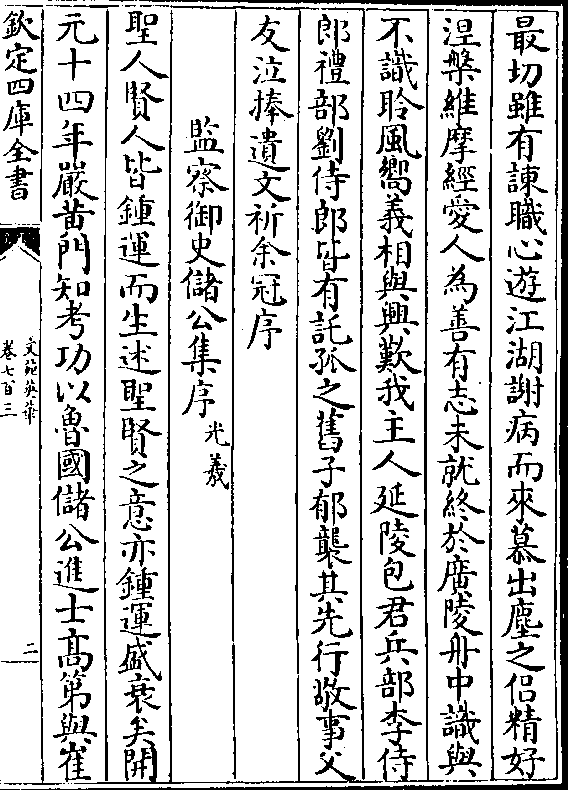 最切雖有諫職心遊江湖謝病而來慕出塵之侣精好
涅槃維摩經愛人為善有志未就終於廣陵舟中識與
不識聆風嚮義相與興歎我主人延陵包君兵部李侍
郎禮部劉侍郎皆有託孤之舊子郁襲其先行敬事父
友泣捧遺文祈余冠序
監察御史儲公集序光羲
聖人賢人皆鍾運而生述聖賢之意亦鍾運盛衰矣開
元十四年嚴黄門知考功以魯國儲公進士高第與崔
欽定四庫全書
文苑英華
卷七百三
二